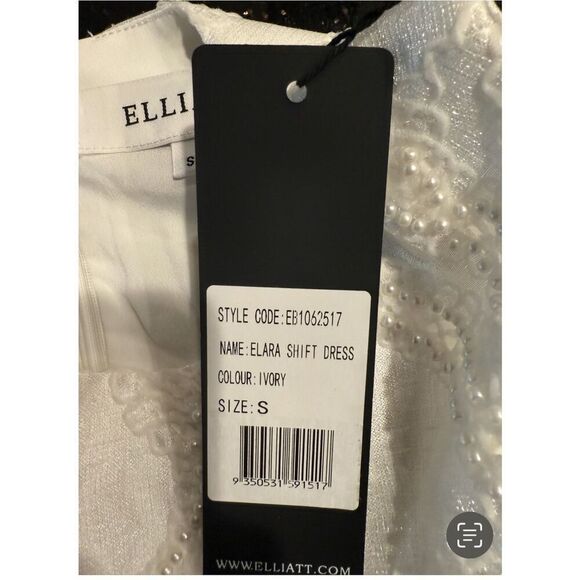 ELLI
S
STYLE CODE:EB1062517
NAME:ELARA SHIFT DRESS
COLOUR:IVORY
SIZE:S
9 350531 591517
WWW.ELLIATT.COM